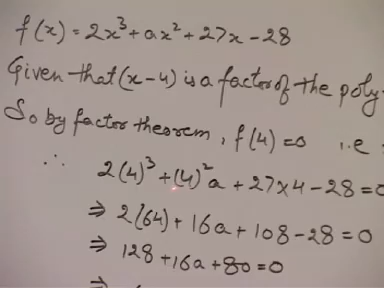 f(x) = 2x³ + ax² + 27x - 28
Given that (x-4) is a factor of the poly
So by factor theorem, f(4) = 0 i.e
∴ 2(4)³ + (4)²a + 27×4 - 28 = 0
⇒ 2(64) + 16a + 108 - 28 = 0
⇒ 128 + 16a + 80 = 0
⇒